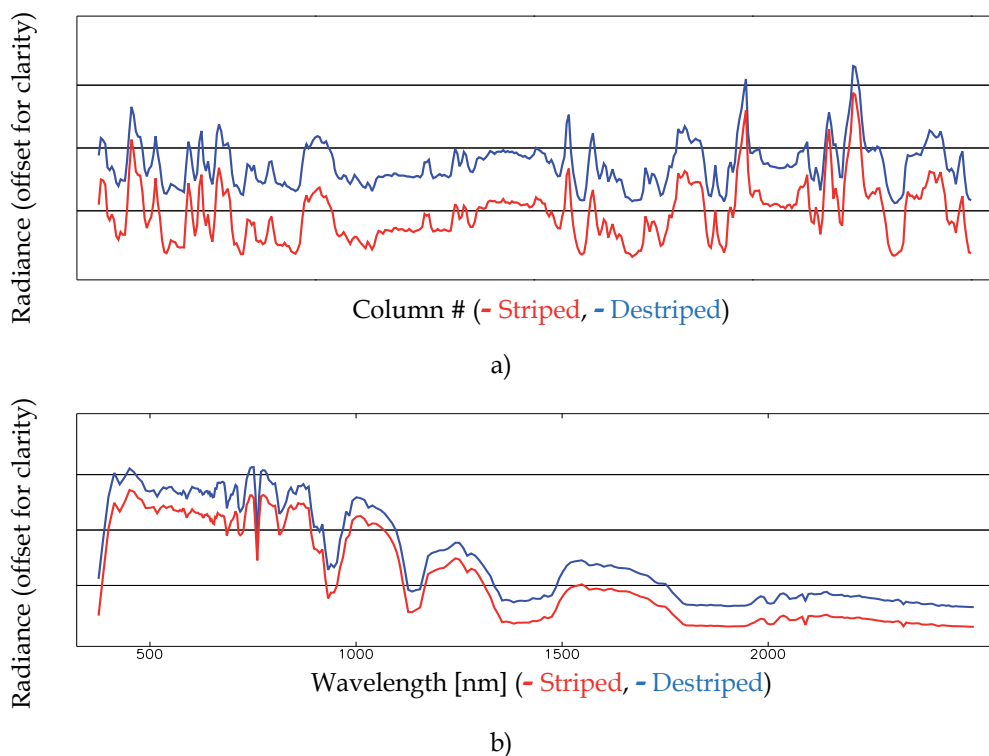 Radiance (offset for clarity)
Column # (- Striped, - Destriped)
a)
Radiance (offset for clarity)
500 1000 1500 2000
Wavelength [nm] (- Striped, - Destriped)
b)